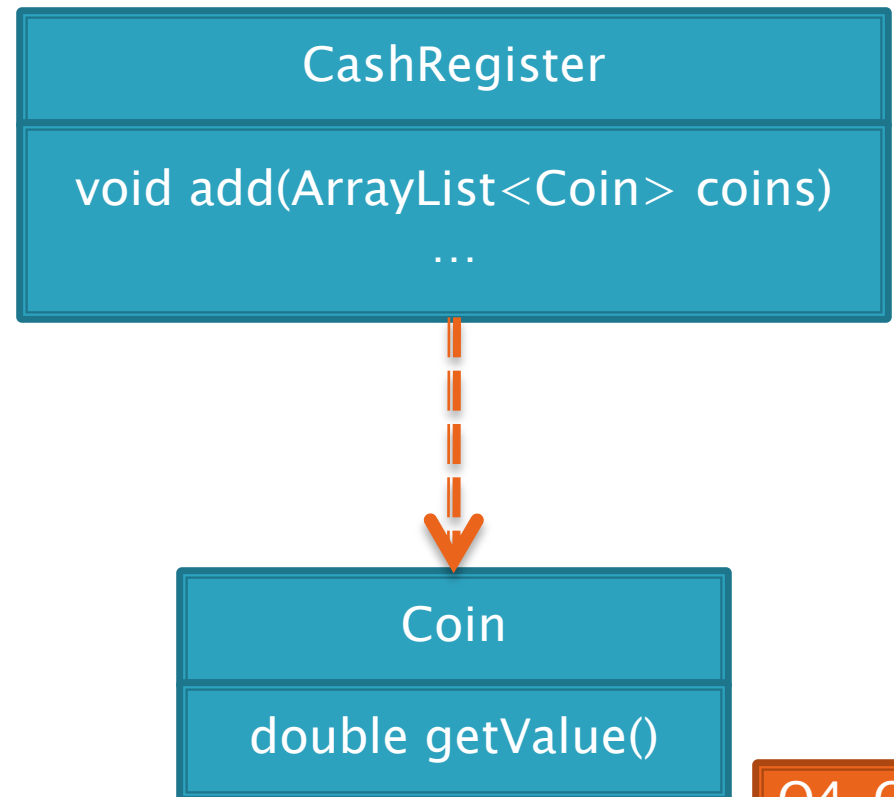 CashRegister
void add(ArrayList<Coin> coins)
…
Coin
double getValue()